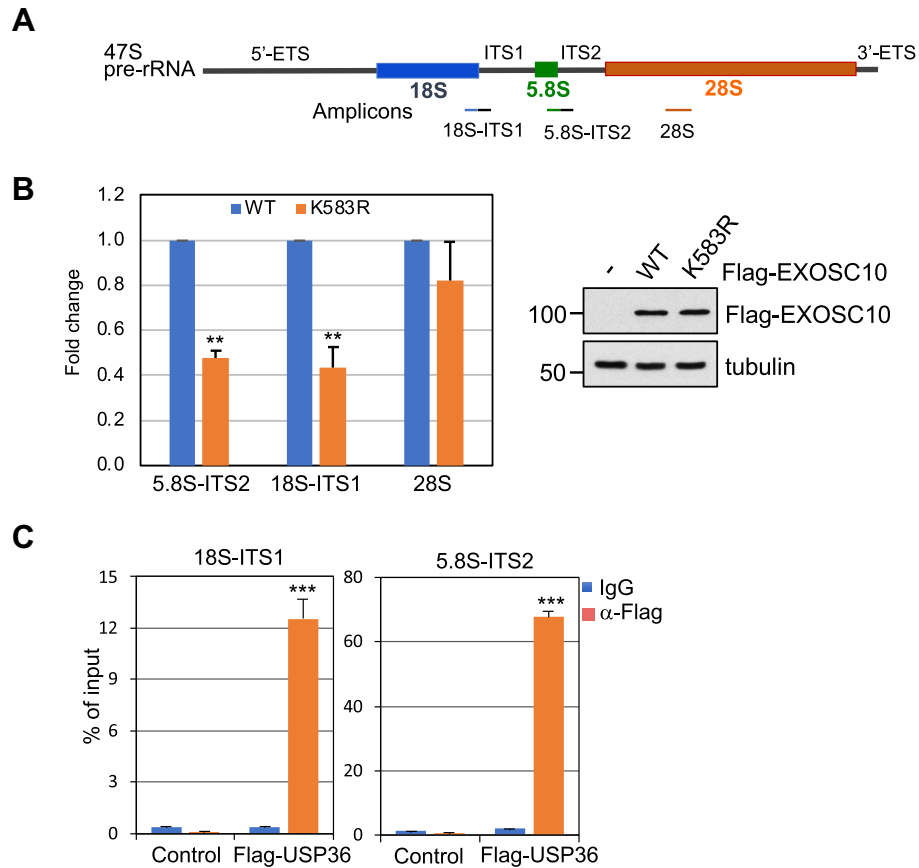 A
47S
pre-rRNA
5'-ETS
ITS1
ITS2
3'-ETS
18S
5.8S
28S
Amplicons
18S-ITS1
5.8S-ITS2
28S
B
Fold change
1.2
1.0
0.8
0.6
0.4
0.2
0.0
WT
K583R
**
**
5.8S-ITS2
18S-ITS1
28S
-
WT
K583R
Flag-EXOSC10
100
Flag-EXOSC10
50
tubulin
C
% of input
18S-ITS1
15
12
9
6
3
0
***
Control
Flag-USP36
5.8S-ITS2
80
60
40
20
0
***
Control
Flag-USP36
IgG
α-Flag